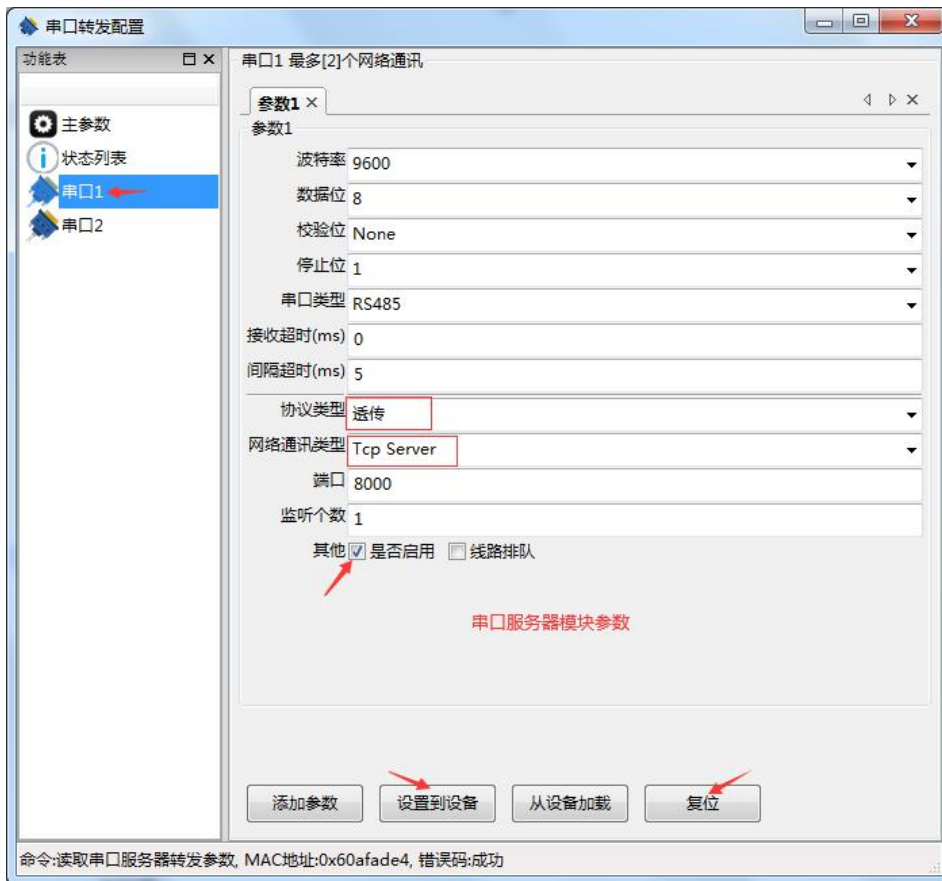 串口转发配置
功能表
串口1 最多[2]个网络通讯
主参数
状态列表
串口1
串口2
参数1
参数1
波特率 9600
数据位 8
校验位 None
停止位 1
串口类型 RS485
接收超时(ms) 0
间隔超时(ms) 5
协议类型 透传
网络通讯类型 Tcp Server
端口 8000
监听个数 1
其他 是否启用 线路排队
串口服务器模块参数
添加参数 设置到设备 从设备加载 复位
命令:读取串口服务器转发参数, MAC地址:0x60afade4, 错误码:成功